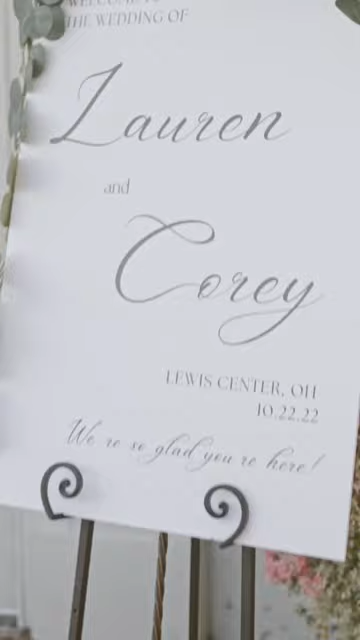 WELCOME TO
THE WEDDING OF
Lauren
and
Corey
LEWIS CENTER, OH
10.22.22
We're so glad you're here!